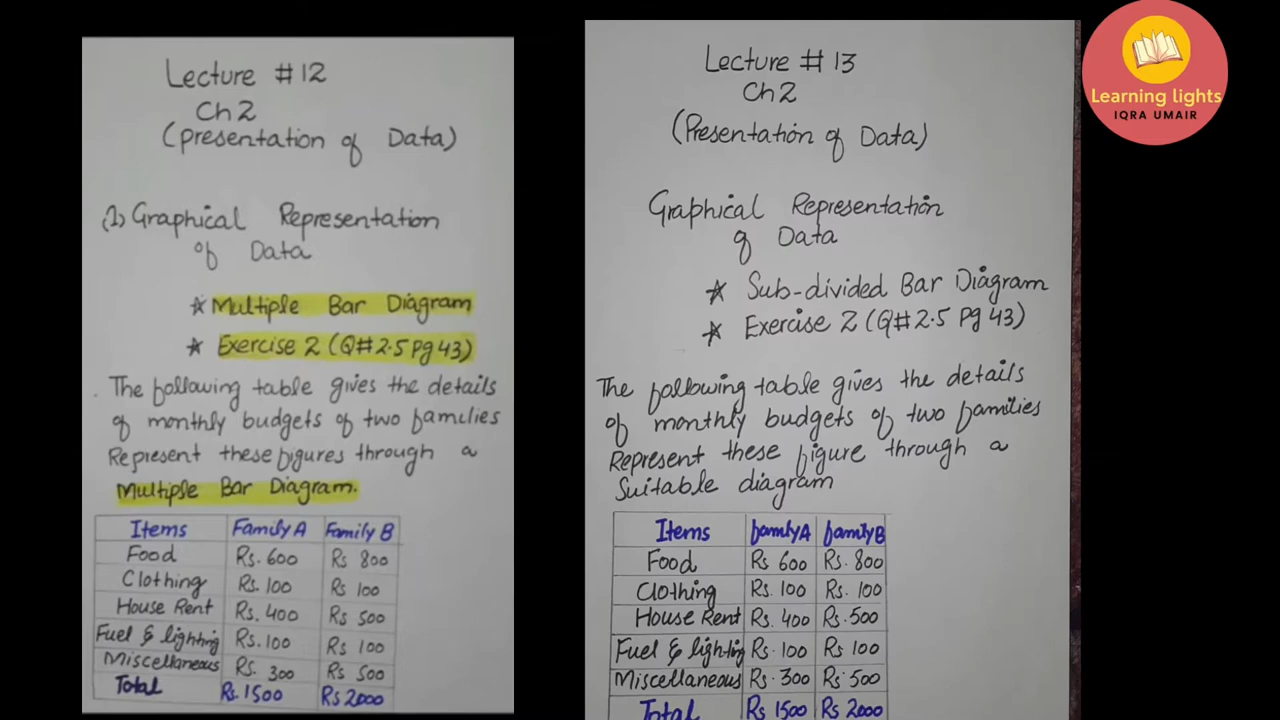 Lecture # 12
Ch 2
(Presentation of Data)
(1) Graphical Representation
of Data
* Multiple Bar Diagram
* Exercise 2 (Q# 2.5 Pg 43)
The following table gives the details
of monthly budgets of two families
Represent these figures through a
Multiple Bar Diagram.
Items Family A Family B
Food Rs. 600 Rs 800
Clothing Rs. 100 Rs 100
House Rent Rs. 400 Rs 500
Fuel & lighting Rs. 100 Rs 100
Miscellaneous Rs. 300 Rs 500
Total Rs. 1500 Rs 2000
Lecture # 13
Ch 2
(Presentation of Data)
Graphical Representation
of Data
* Sub-divided Bar Diagram
* Exercise 2 (Q# 2.5 Pg 43)
The following table gives the details
of monthly budgets of two families
Represent these figure through a
Suitable diagram
Items family A family B
Food Rs 600 Rs. 800
Clothing Rs. 100 Rs. 100
House Rent Rs. 400 Rs. 500
Fuel & lighting Rs. 100 Rs 100
Miscellaneous Rs. 300 Rs. 500
Total Rs 1500 Rs 2000
Learning lights
IQRA UMAIR